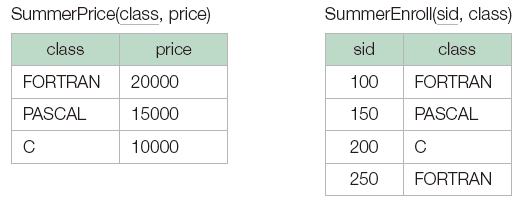 SummerPrice(class, price)
class price
FORTRAN 20000
PASCAL 15000
C 10000
SummerEnroll(sid, class)
sid class
100 FORTRAN
150 PASCAL
200 C
250 FORTRAN